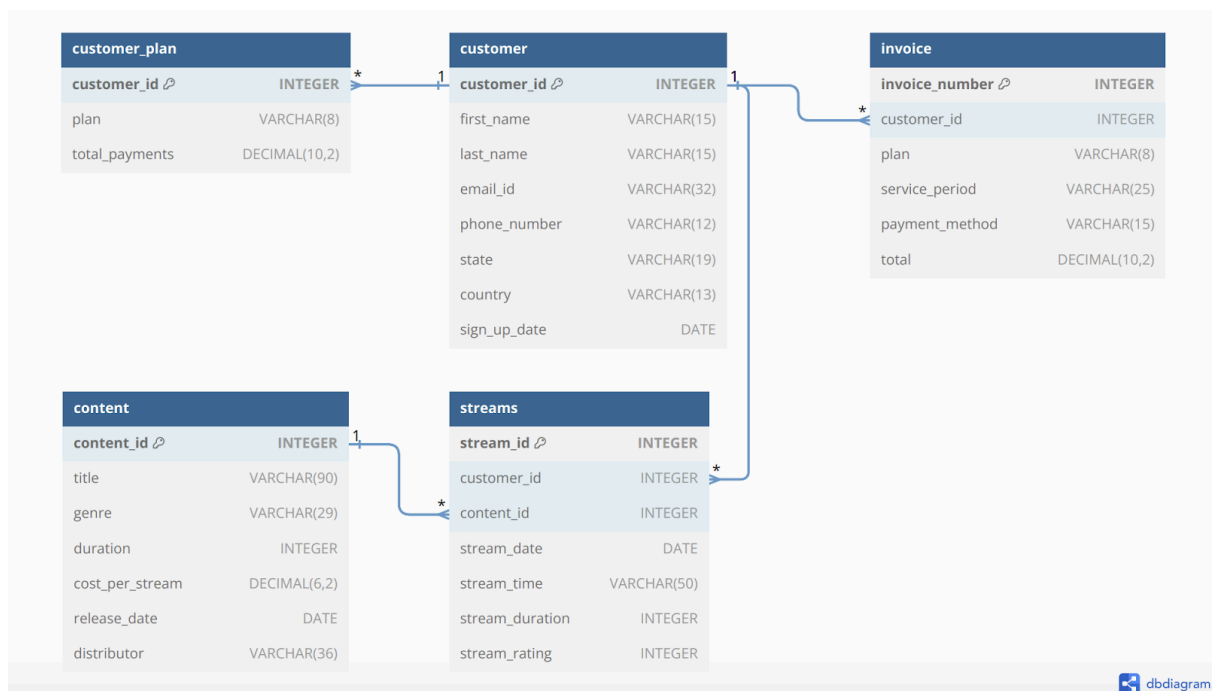 customer_plan
customer_id INTEGER
plan VARCHAR(8)
total_payments DECIMAL(10,2)
* 1
customer
customer_id INTEGER
first_name VARCHAR(15)
last_name VARCHAR(15)
email_id VARCHAR(32)
phone_number VARCHAR(12)
state VARCHAR(19)
country VARCHAR(13)
sign_up_date DATE
1 *
invoice
invoice_number INTEGER
customer_id INTEGER
plan VARCHAR(8)
service_period VARCHAR(25)
payment_method VARCHAR(15)
total DECIMAL(10,2)
content
content_id INTEGER
title VARCHAR(90)
genre VARCHAR(29)
duration INTEGER
cost_per_stream DECIMAL(6,2)
release_date DATE
distributor VARCHAR(36)
1 *
streams
stream_id INTEGER
customer_id INTEGER
content_id INTEGER
stream_date DATE
stream_time VARCHAR(50)
stream_duration INTEGER
stream_rating INTEGER
*
dbdiagram